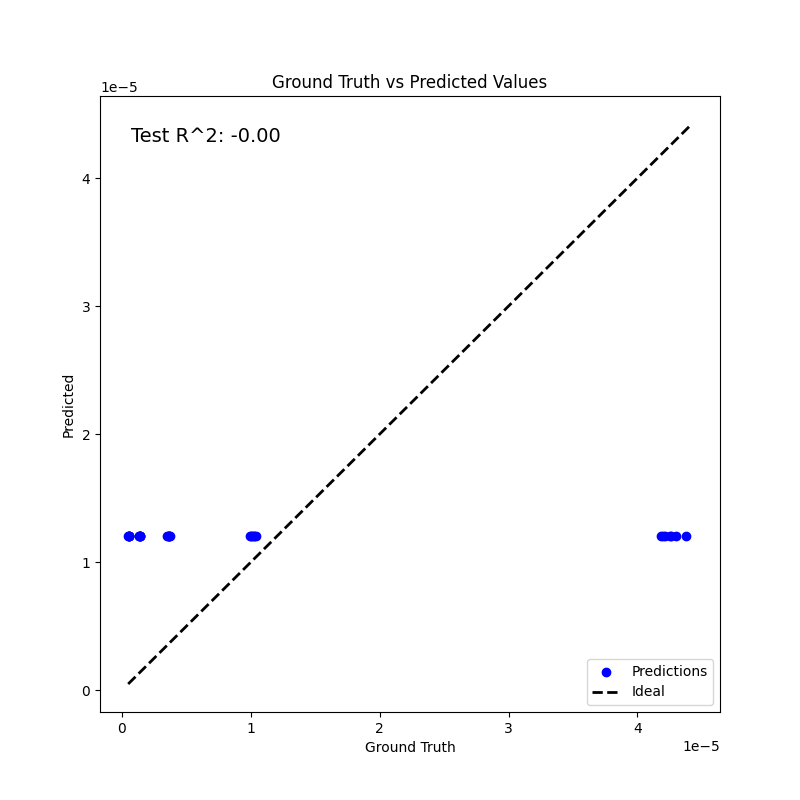 Ground Truth vs Predicted Values
1e−5
Test R^2: -0.00
4
3
2
1
0
Predicted
0 1 2 3 4
1e−5
Ground Truth
Predictions
Ideal